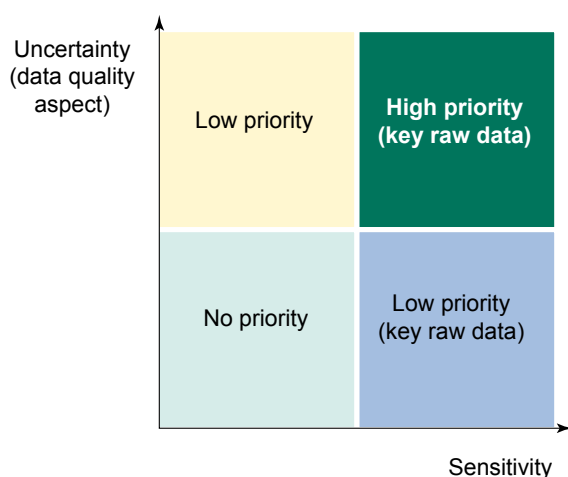 Uncertainty
(data quality
aspect)
Low priority
High priority
(key raw data)
No priority
Low priority
(key raw data)
Sensitivity